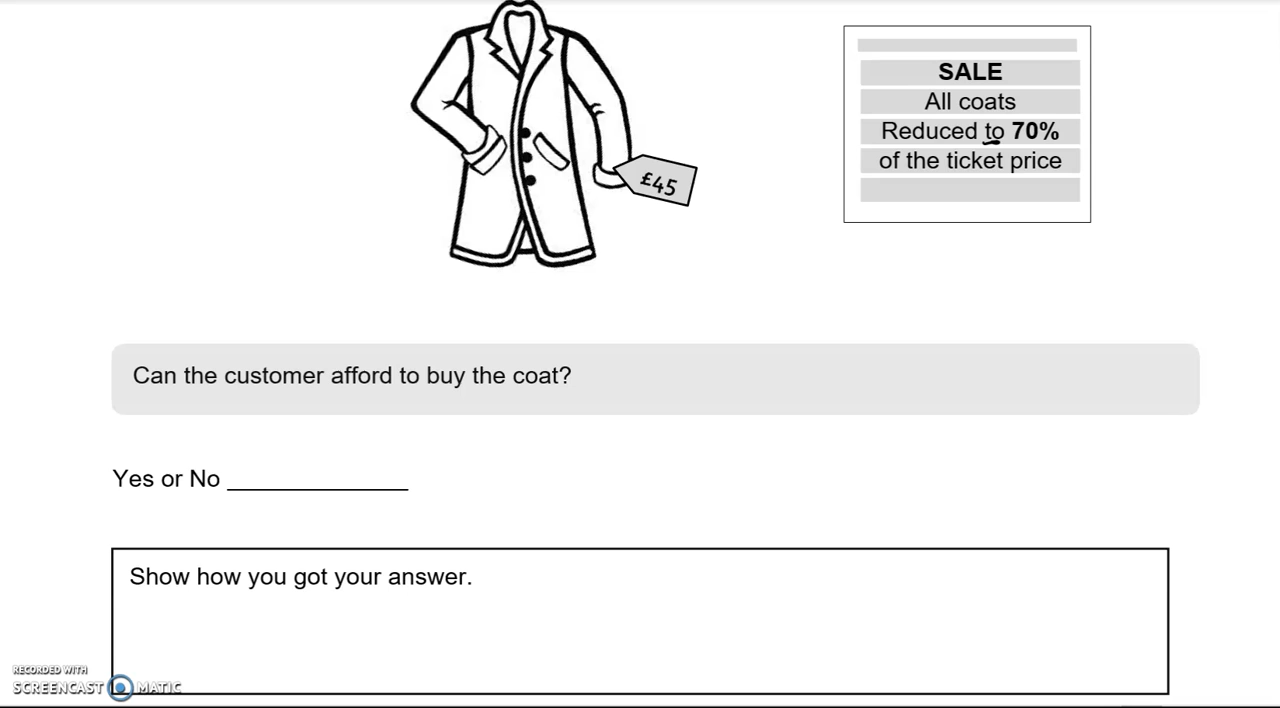 £45
SALE
All coats
Reduced to 70%
of the ticket price
Can the customer afford to buy the coat?
Yes or No ______________
Show how you got your answer.
RECORDED WITH
SCREENCAST MATIC